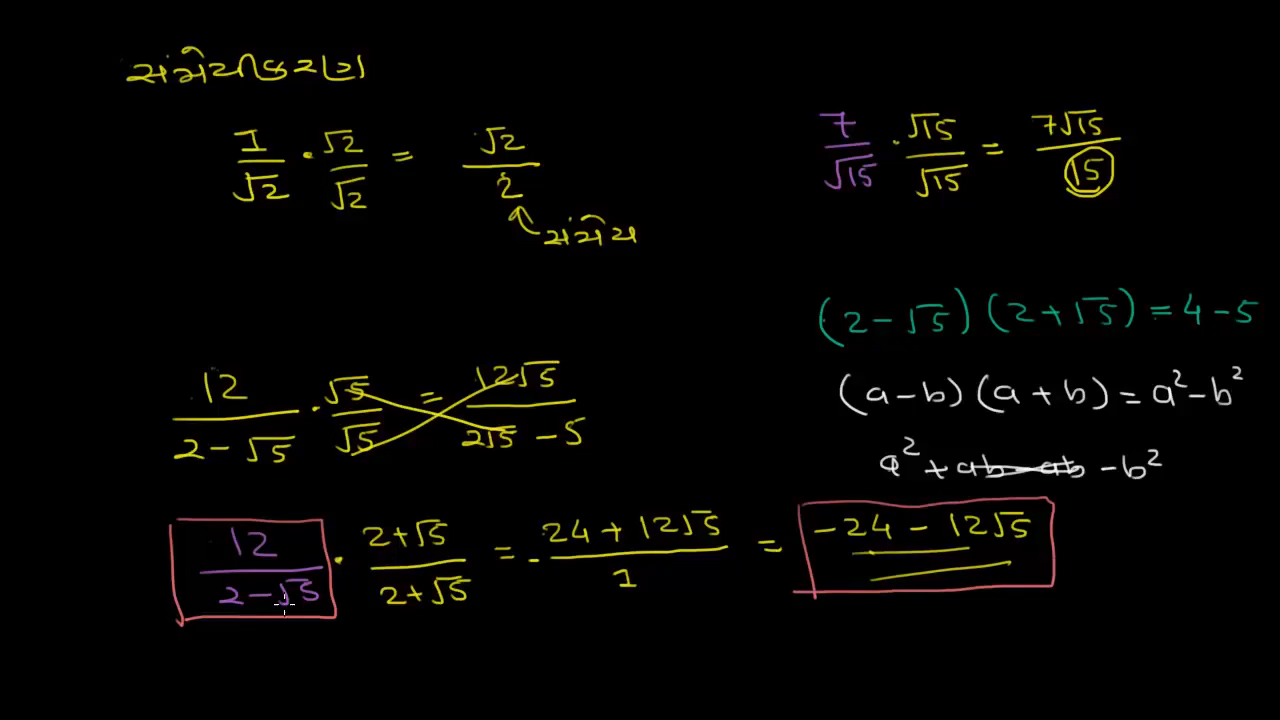 સંમેયીકરણ
1/√2 · √2/√2 = √2/2
સંમેય
7/√15 · √15/√15 = 7√15/15
(2-√5)(2+√5) = 4-5
(a-b)(a+b) = a²-b²
a² + ab - ab - b²
12/(2-√5) · √5/√5 = 12√5/(2√5 - 5)
12/(2-√5) · (2+√5)/(2+√5) = - (24 + 12√5)/1 = -24 - 12√5